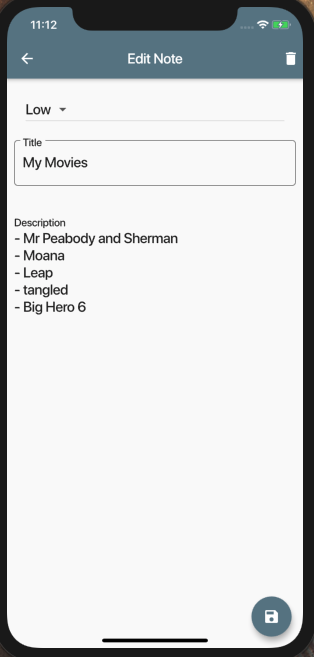 11:12
Edit Note
Low
Title
My Movies
Description
- Mr Peabody and Sherman
- Moana
- Leap
- tangled
- Big Hero 6